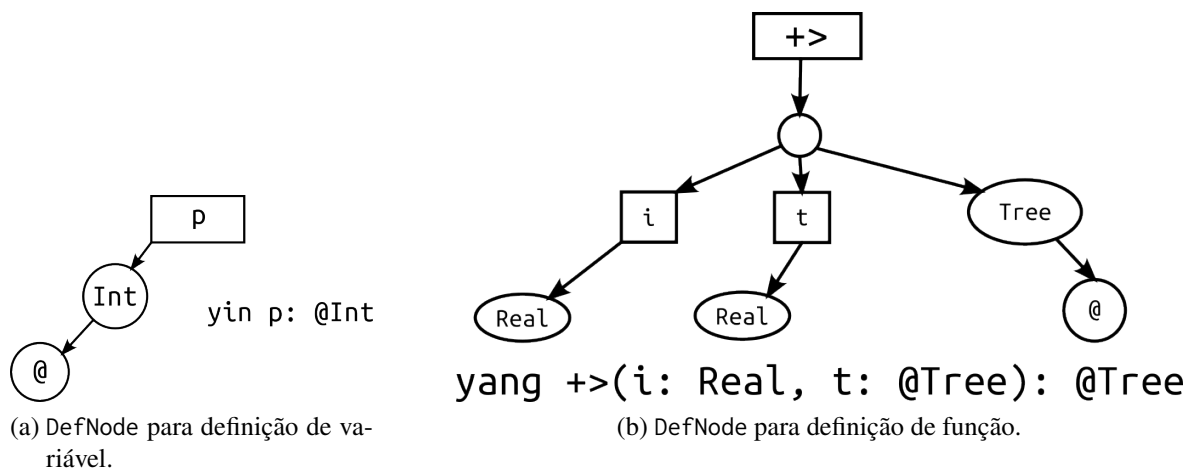 +>
i
t
Tree
p
Int
yin p: @Int
Real
Real
@
@
yang +>(i: Real, t: @Tree): @Tree
(a) DefNode para definição de va-
riável.
(b) DefNode para definição de função.